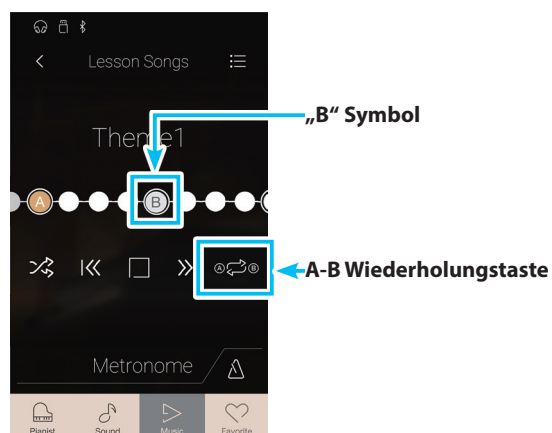 Lesson Songs
„B“ Symbol
Theme1
A B
A B
A-B Wiederholungstaste
Metronome
Pianist Sound Music Favorite